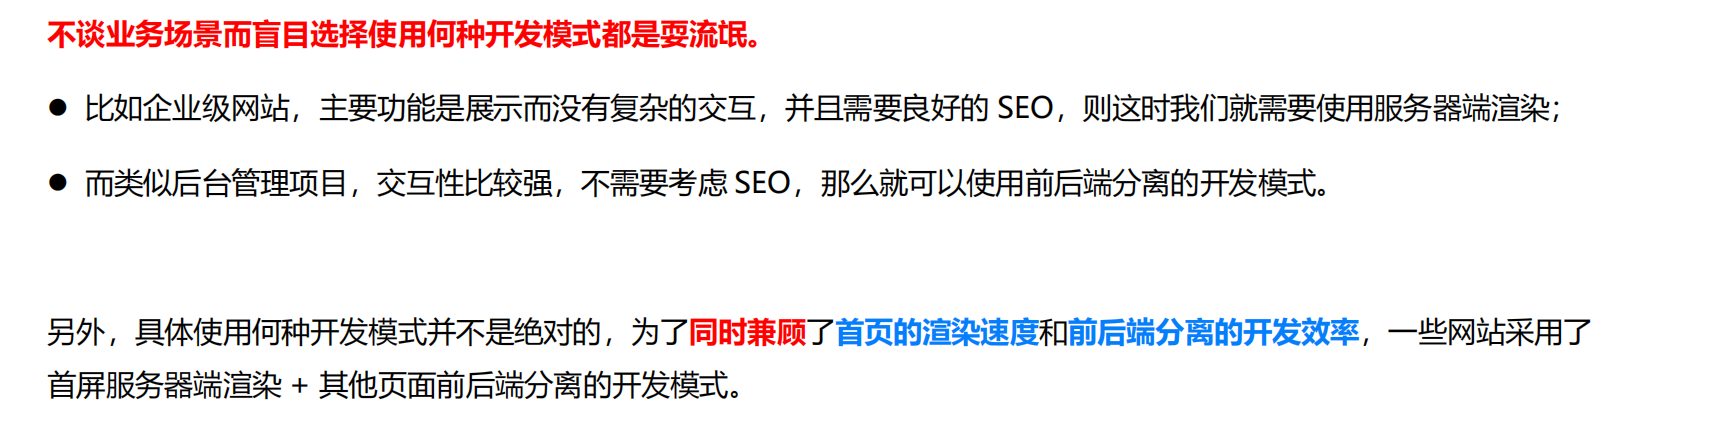 不谈业务场景而盲目选择使用何种开发模式都是耍流氓。
● 比如企业级网站，主要功能是展示而没有复杂的交互，并且需要良好的 SEO，则这时我们就需要使用服务器端渲染；
● 而类似后台管理项目，交互性比较强，不需要考虑 SEO，那么就可以使用前后端分离的开发模式。
另外，具体使用何种开发模式并不是绝对的，为了同时兼顾了首页的渲染速度和前后端分离的开发效率，一些网站采用了
首屏服务器端渲染 + 其他页面前后端分离的开发模式。